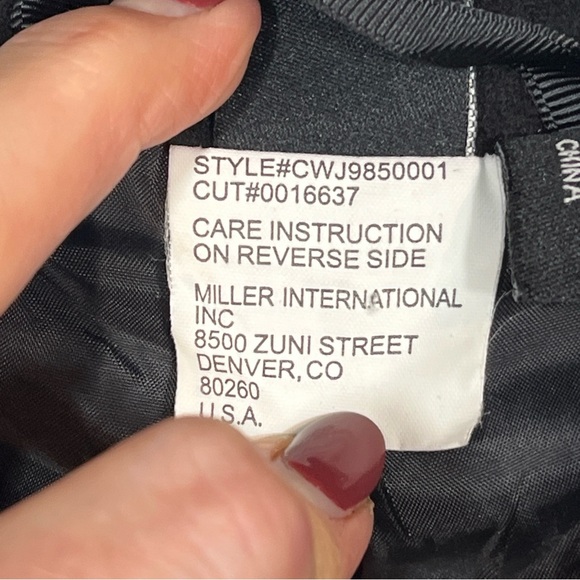 STYLE#CWJ9850001
CUT#0016637
CARE INSTRUCTION
ON REVERSE SIDE
MILLER INTERNATIONAL
INC
8500 ZUNI STREET
DENVER, CO
80260
U.S.A.
CHINA